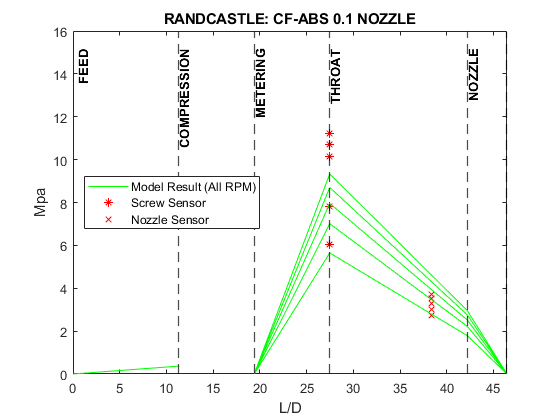 RANDCASTLE: CF-ABS 0.1 NOZZLE
16
14
12
10
8
6
4
2
0
Mpa
FEED
COMPRESSION
METERING
THROAT
NOZZLE
Model Result (All RPM)
Screw Sensor
Nozzle Sensor
0 5 10 15 20 25 30 35 40 45
L/D